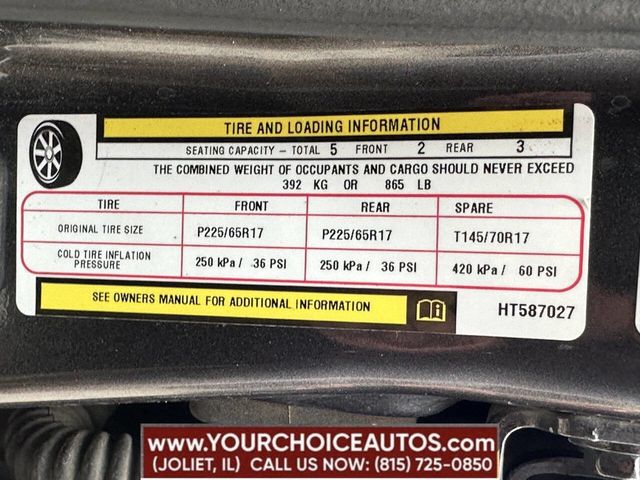 TIRE AND LOADING INFORMATION
SEATING CAPACITY – TOTAL 5 FRONT 2 REAR 3
THE COMBINED WEIGHT OF OCCUPANTS AND CARGO SHOULD NEVER EXCEED
392 KG OR 865 LB
TIRE FRONT REAR SPARE
ORIGINAL TIRE SIZE P225/65R17 P225/65R17 T145/70R17
COLD TIRE INFLATION
PRESSURE 250 kPa / 36 PSI 250 kPa / 36 PSI 420 kPa / 60 PSI
SEE OWNERS MANUAL FOR ADDITIONAL INFORMATION
HT587027
WWW.YOURCHOICEAUTOS.COM
(JOLIET, IL) CALL US NOW: (815) 725-0850